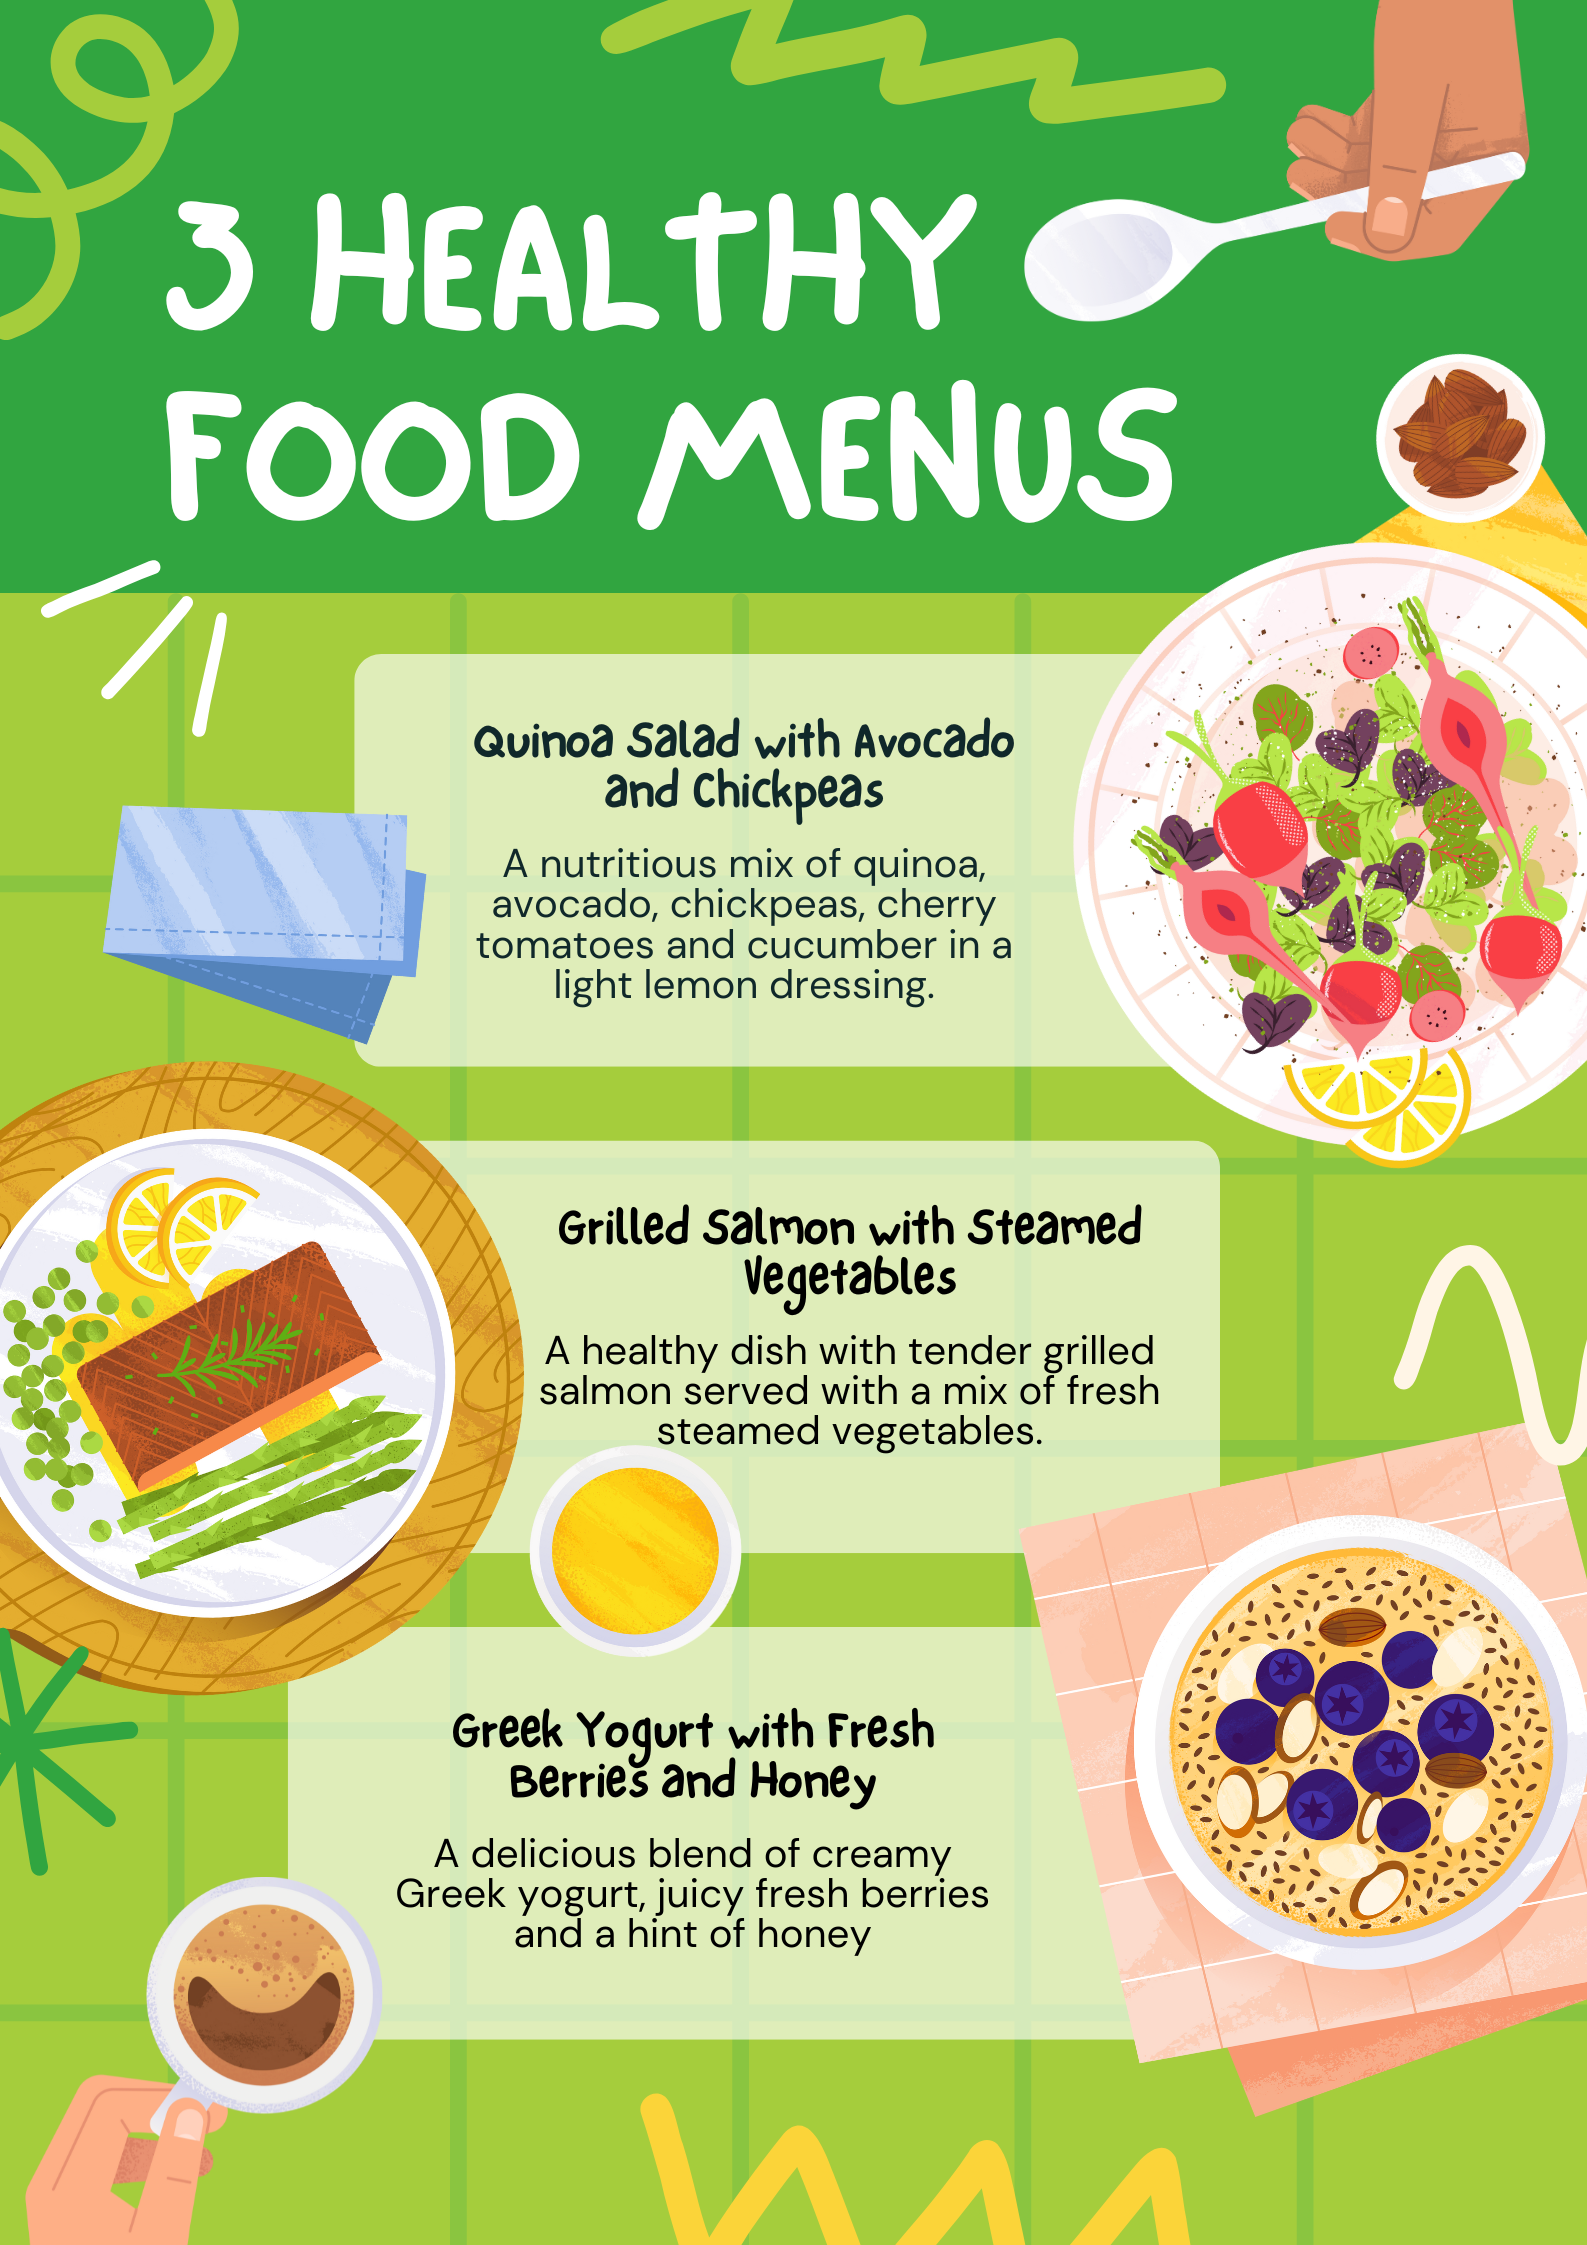 3 HEALTHY
FOOD MENUS
Quinoa Salad with Avocado
and Chickpeas
A nutritious mix of quinoa,
avocado, chickpeas, cherry
tomatoes and cucumber in a
light lemon dressing.
Grilled Salmon with Steamed
Vegetables
A healthy dish with tender grilled
salmon served with a mix of fresh
steamed vegetables.
Greek Yogurt with Fresh
Berries and Honey
A delicious blend of creamy
Greek yogurt, juicy fresh berries
and a hint of honey